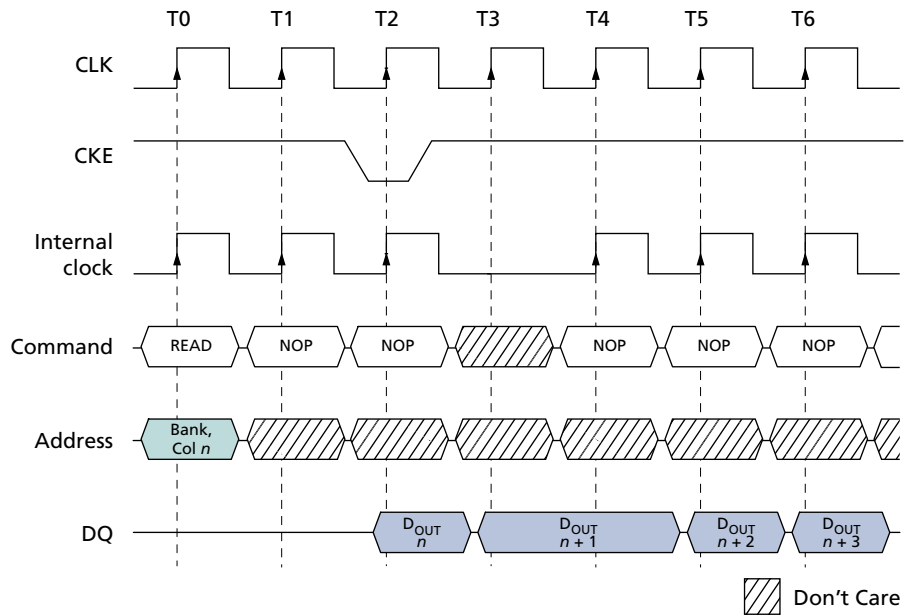 T0 T1 T2 T3 T4 T5 T6
CLK
CKE
Internal
clock
Command READ NOP NOP NOP NOP NOP
Address Bank,
Col n
DQ DOUT DOUT DOUT DOUT
n n + 1 n + 2 n + 3
Don't Care